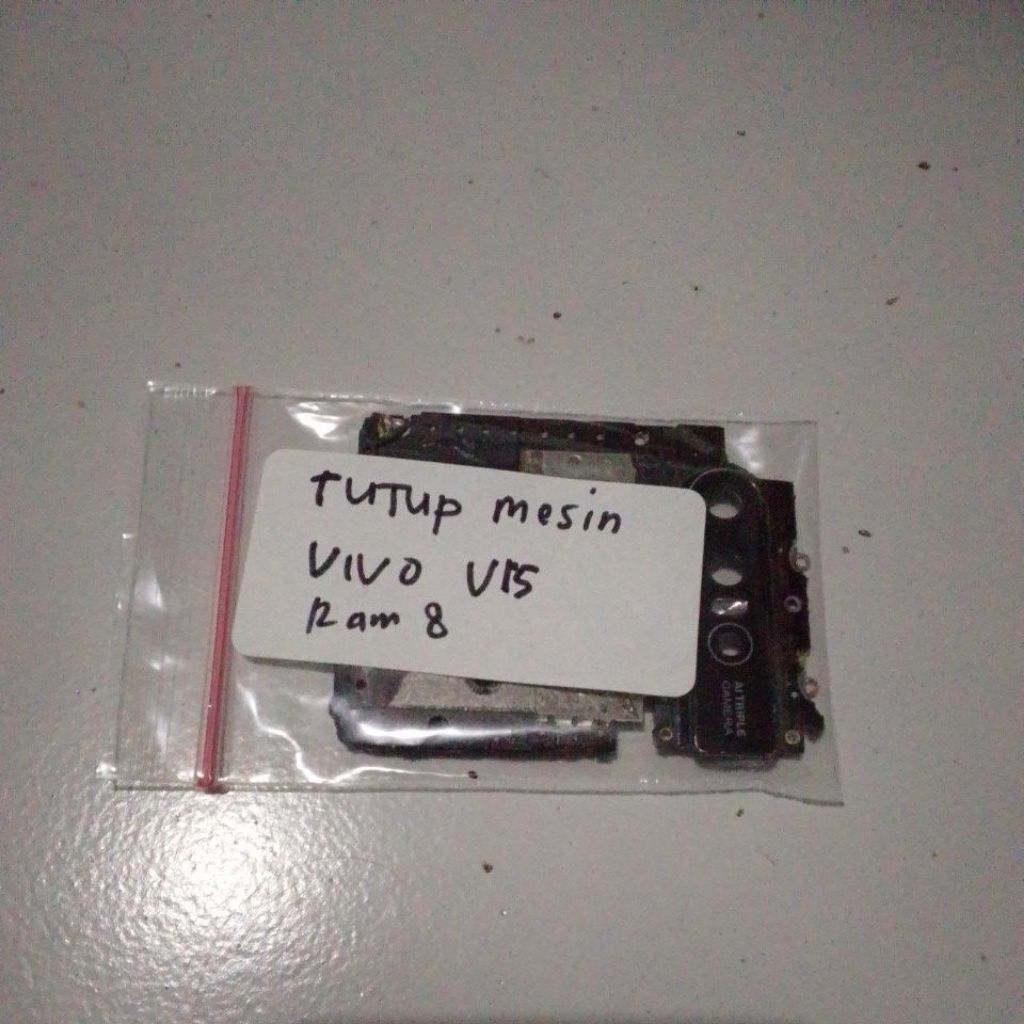 TUTUP mesin
VIVO V15
Ram 8
AI TRIPLE
CAMERA